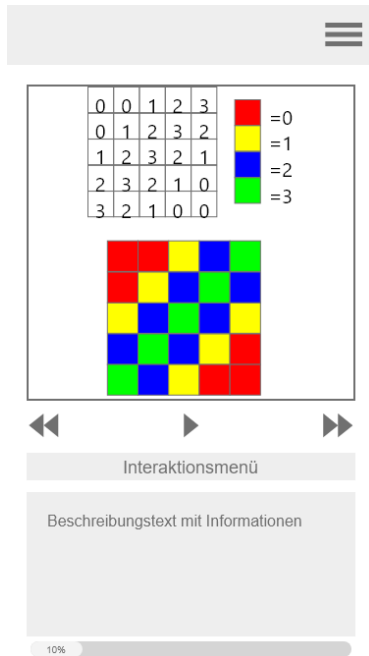 0 0 1 2 3
0 1 2 3 2
1 2 3 2 1
2 3 2 1 0
3 2 1 0 0
=0
=1
=2
=3
Interaktionsmenü
Beschreibungstext mit Informationen
10%